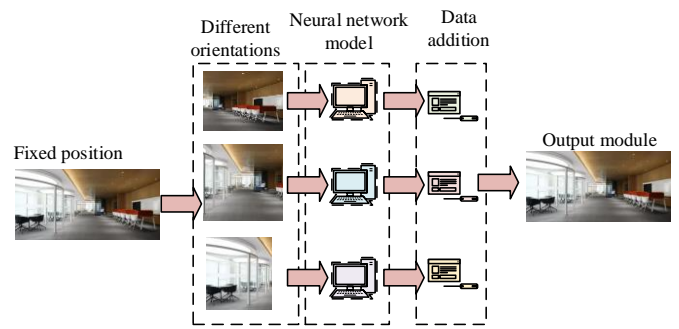 Different
orientations
Neural network
model
Data
addition
Fixed position
Output module